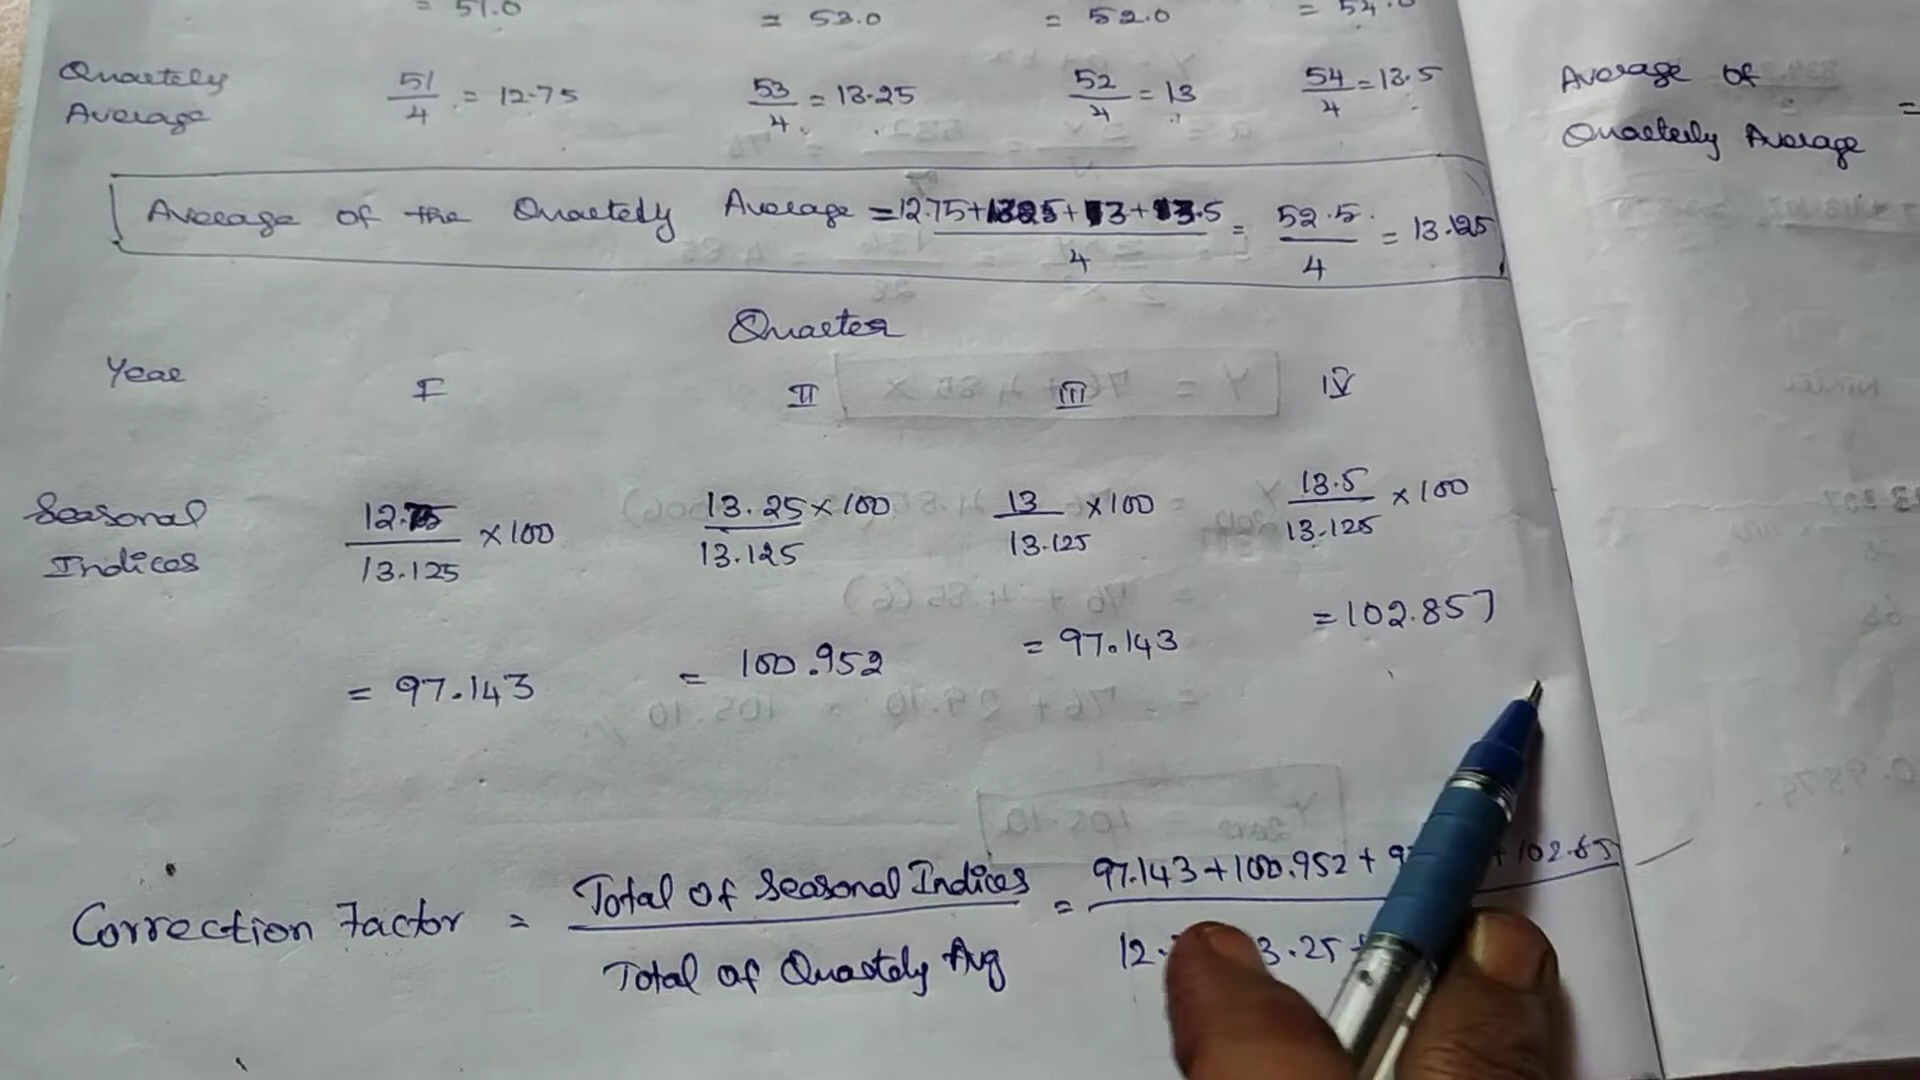 = 51.0 = 53.0 = 52.0 = 54.0
Quartely Average 51/4 = 12.75 53/4 = 13.25 52/4 = 13 54/4 = 13.5
Average of the Quartely Average = 12.75+13.25+13+13.5/4 = 52.5/4 = 13.125
Quarter
Year I II III IV
Seasonal Indices 12.75/13.125 ×100 13.25/13.125 ×100 13/13.125 ×100 13.5/13.125 ×100
= 97.143 = 100.952 = 97.143 = 102.857
Correction Factor = Total of Seasonal Indices/Total of Quartely Avg = 97.143+100.952+
Average of
Quarterly Average =